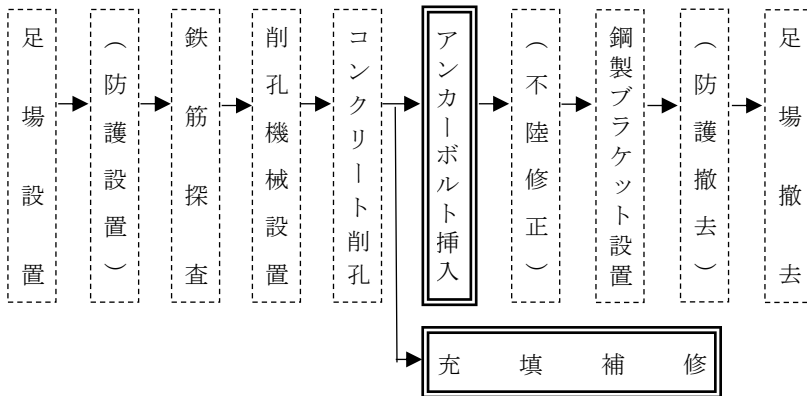 足場設置
（防護設置）
鉄筋探査
削孔機械設置
コンクリート削孔
アンカーボルト挿入
（不陸修正）
鋼製ブラケット設置
（防護撤去）
足場撤去
充填補修